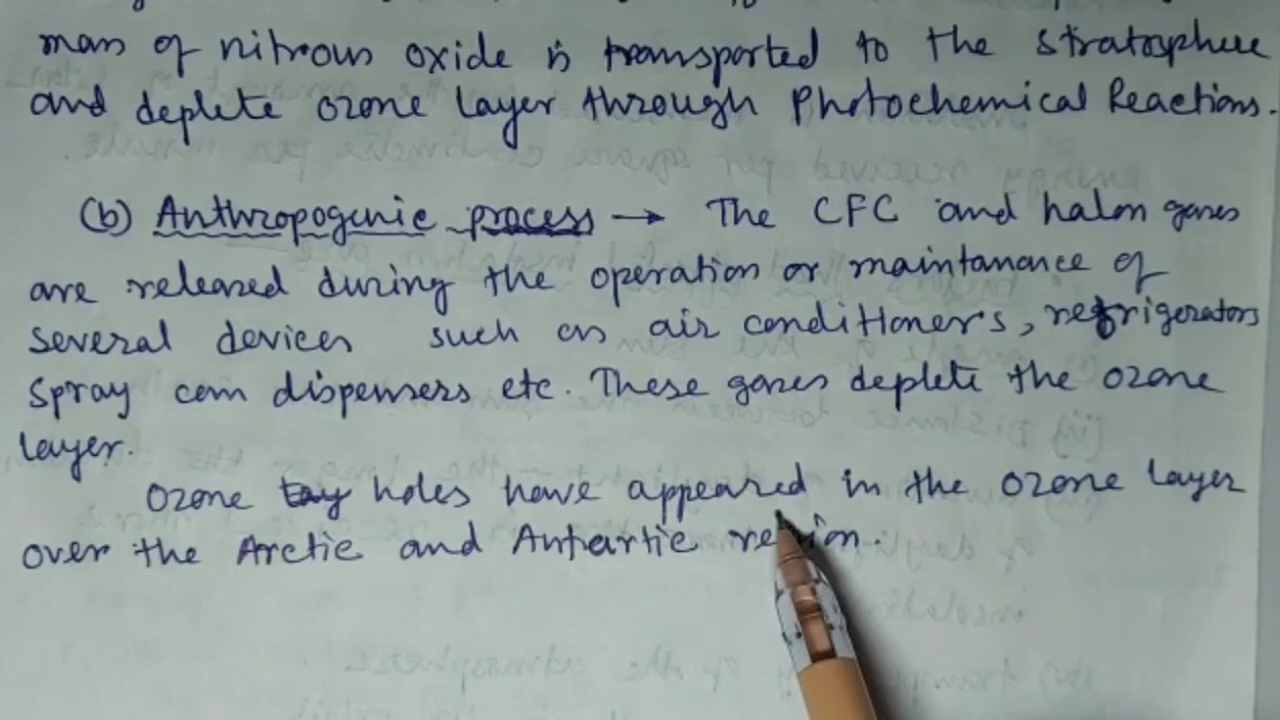 mass of nitrous oxide is transported to the stratosphere
and deplete ozone layer through Photochemical Reactions.
(b) Anthropogenic process → The CFC and halon gases
are released during the operation or maintanance of
several devices such as air conditioners, refrigerators
Spray can dispensers etc. These gases deplete the ozone
layer.
Ozone holes have appeared in the ozone layer
over the Arctic and Antartic region.